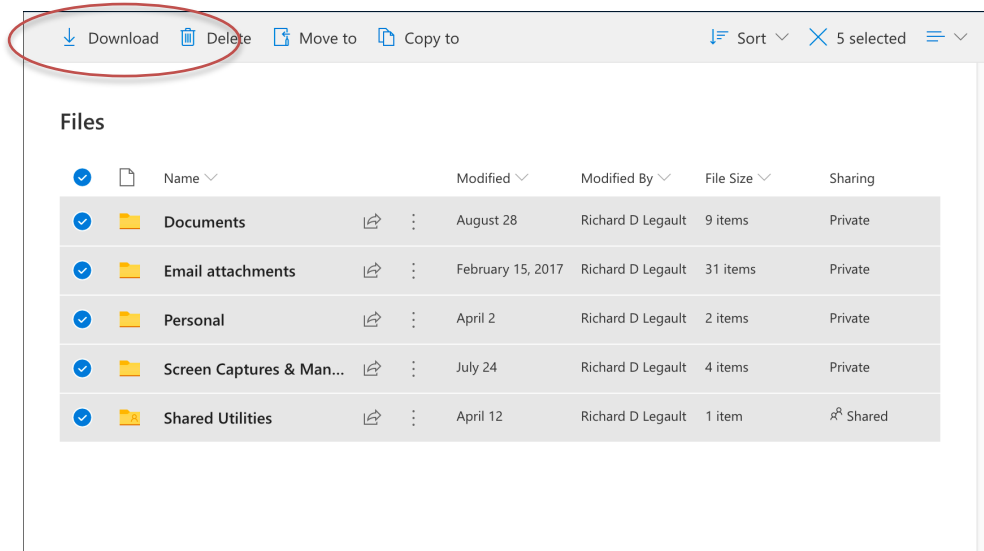 Download Delete Move to Copy to Sort 5 selected
Files
Name Modified Modified By File Size Sharing
Documents August 28 Richard D Legault 9 items Private
Email attachments February 15, 2017 Richard D Legault 31 items Private
Personal April 2 Richard D Legault 2 items Private
Screen Captures & Man... July 24 Richard D Legault 4 items Private
Shared Utilities April 12 Richard D Legault 1 item Shared